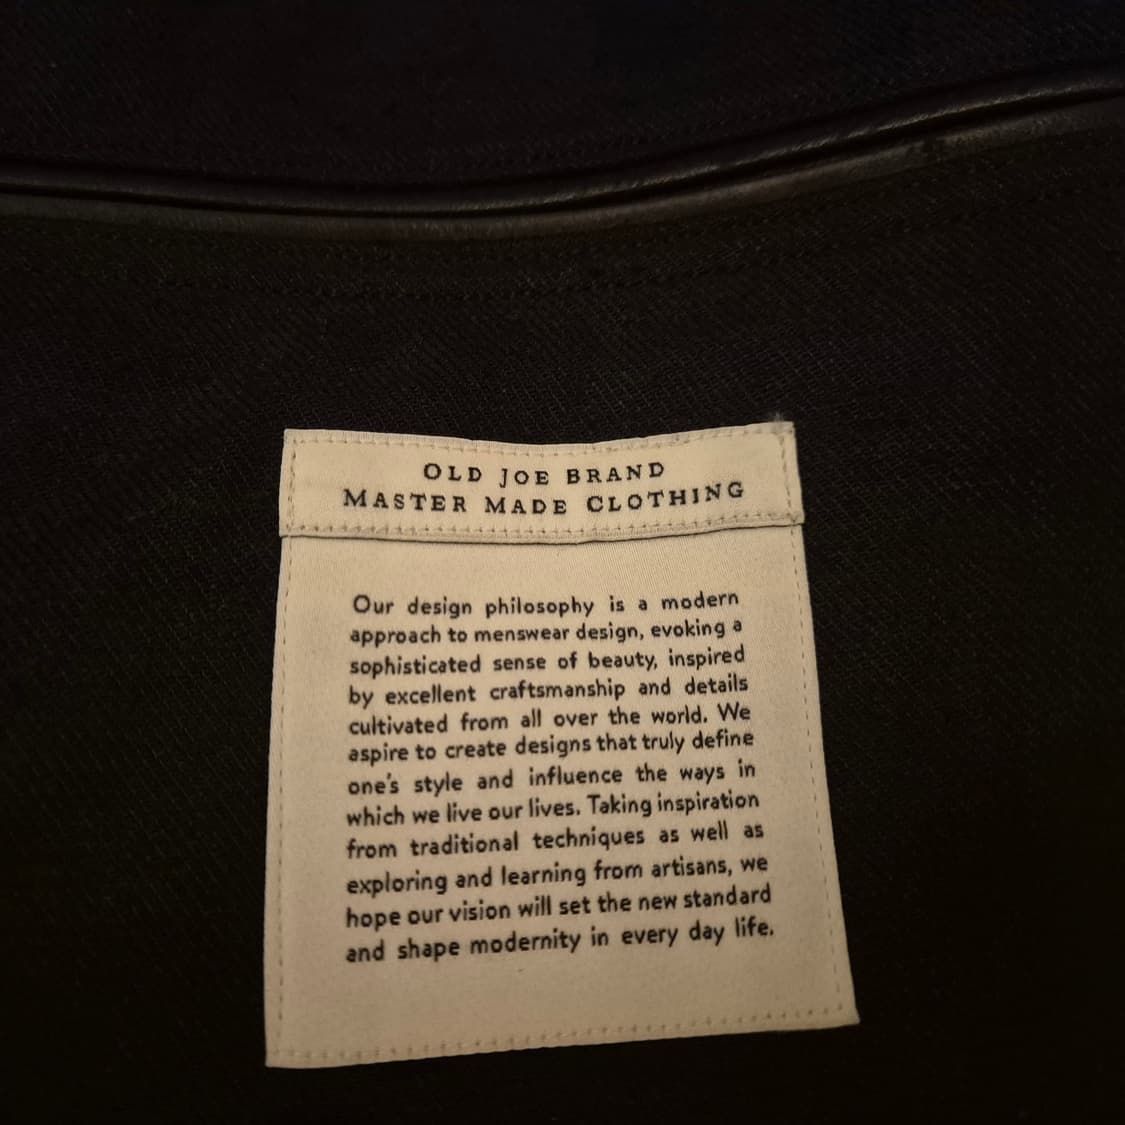 OLD JOE BRAND
MASTER MADE CLOTHING
Our design philosophy is a modern
approach to menswear design, evoking a
sophisticated sense of beauty, inspired
by excellent craftsmanship and details
cultivated from all over the world. We
aspire to create designs that truly define
one's style and influence the ways in
which we live our lives. Taking inspiration
from traditional techniques as well as
exploring and learning from artisans, we
hope our vision will set the new standard
and shape modernity in every day life.